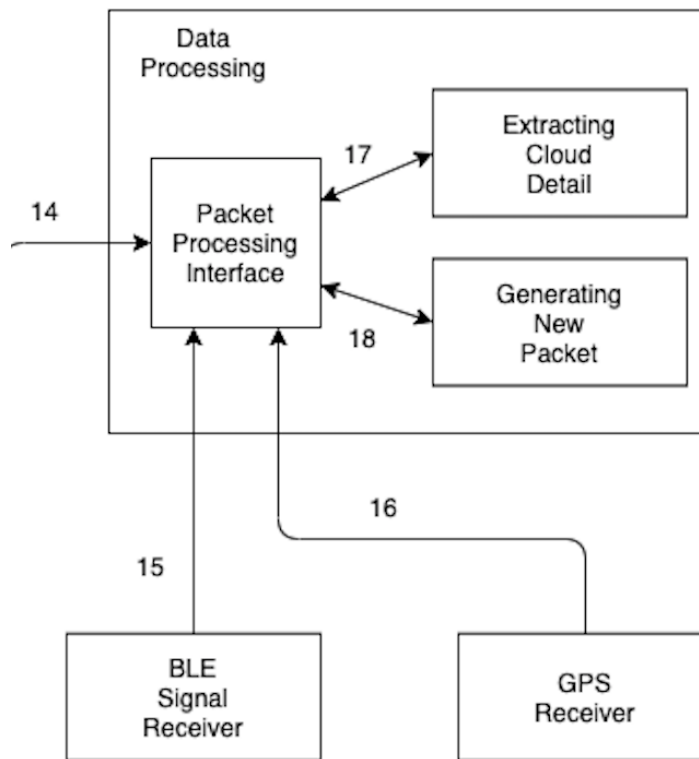 Data
Processing
Extracting
Cloud
Detail
17
14
Packet
Processing
Interface
Generating
New
Packet
18
16
15
BLE
Signal
Receiver
GPS
Receiver